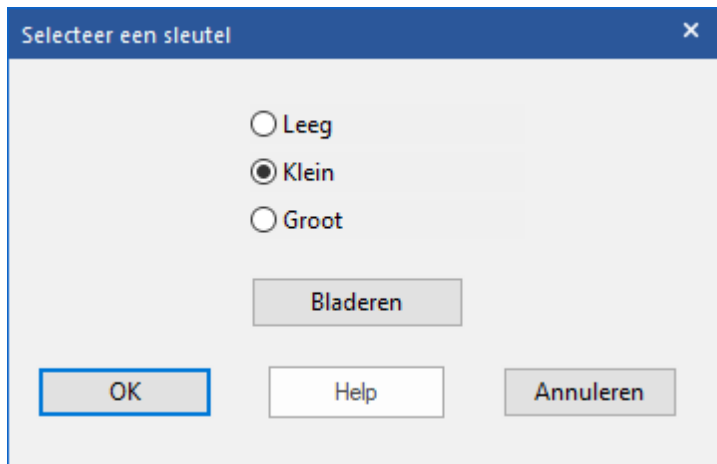 Selecteer een sleutel
Leeg
Klein
Groot
Bladeren
OK Help Annuleren